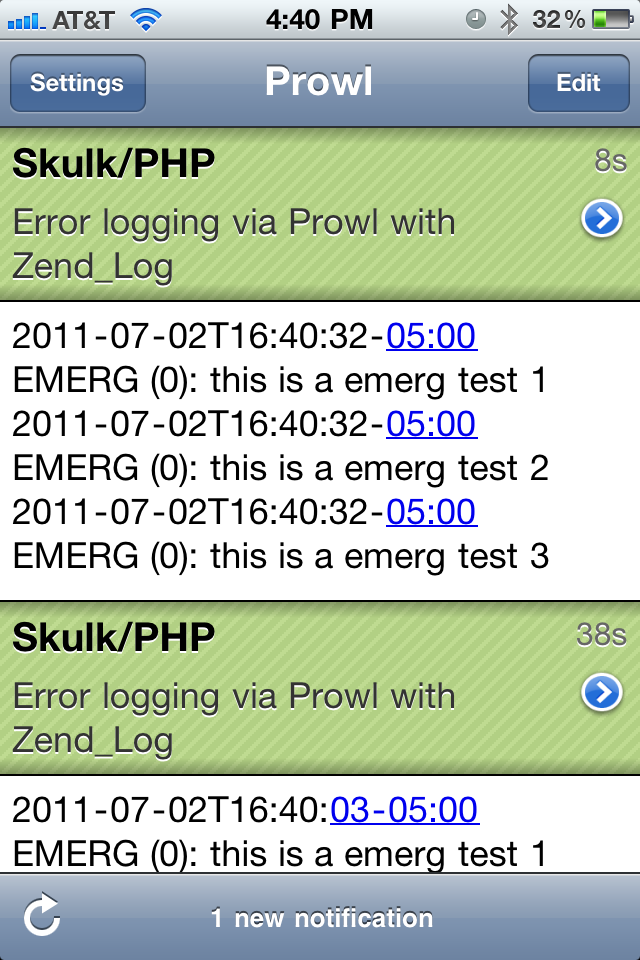 AT&T 4:40 PM 32%
Settings Prowl Edit
Skulk/PHP 8s
Error logging via Prowl with
Zend_Log
2011-07-02T16:40:32-05:00
EMERG (0): this is a emerg test 1
2011-07-02T16:40:32-05:00
EMERG (0): this is a emerg test 2
2011-07-02T16:40:32-05:00
EMERG (0): this is a emerg test 3
Skulk/PHP 38s
Error logging via Prowl with
Zend_Log
2011-07-02T16:40:03-05:00
EMERG (0): this is a emerg test 1
1 new notification